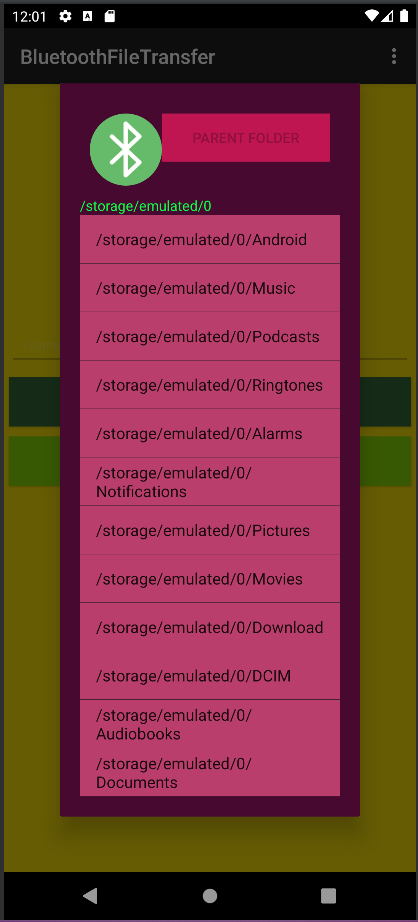 12:01
BluetoothFileTransfer
PARENT FOLDER
/storage/emulated/0
/storage/emulated/0/Android
/storage/emulated/0/Music
/storage/emulated/0/Podcasts
/storage/emulated/0/Ringtones
/storage/emulated/0/Alarms
/storage/emulated/0/
Notifications
/storage/emulated/0/Pictures
/storage/emulated/0/Movies
/storage/emulated/0/Download
/storage/emulated/0/DCIM
/storage/emulated/0/
Audiobooks
/storage/emulated/0/
Documents